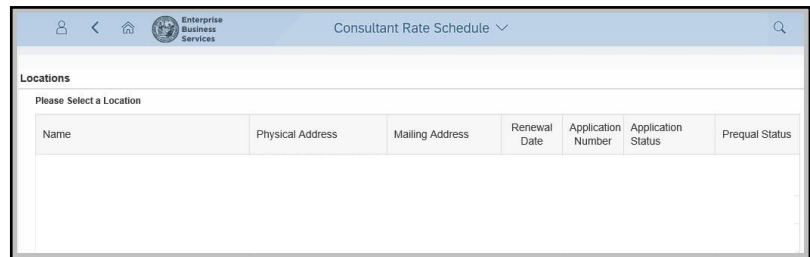 Enterprise
Business
Services
Consultant Rate Schedule
Locations
Please Select a Location
Name
Physical Address
Mailing Address
Renewal
Date
Application
Number
Application
Status
Prequal Status